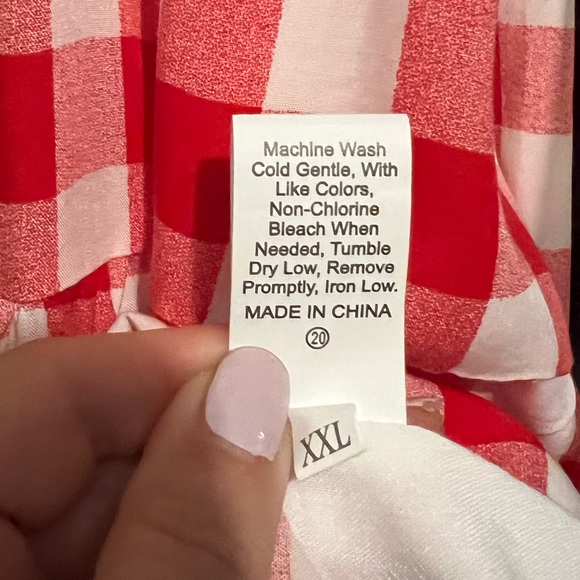 Machine Wash
Cold Gentle, With
Like Colors,
Non-Chlorine
Bleach When
Needed, Tumble
Dry Low, Remove
Promptly, Iron Low.
MADE IN CHINA
20
XXL